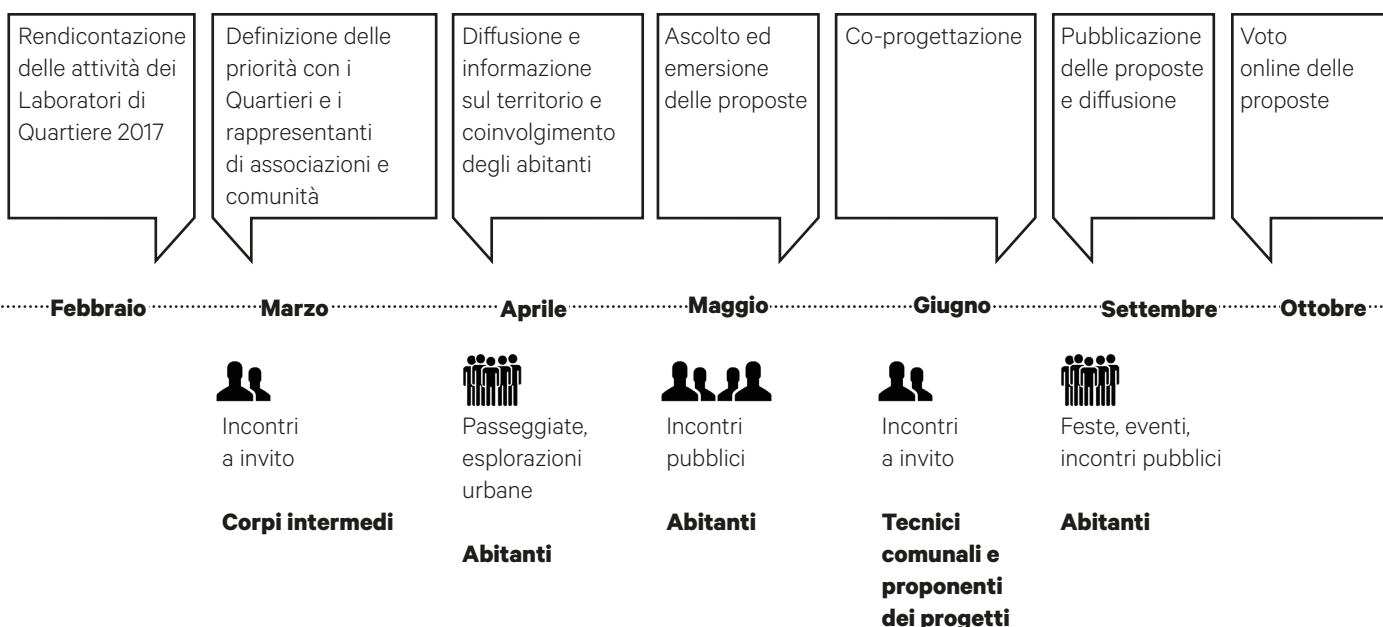 Rendicontazione
delle attività dei
Laboratori di
Quartiere 2017
Definizione delle
priorità con i
Quartieri e i
rappresentanti
di associazioni e
comunità
Diffusione e
informazione
sul territorio e
coinvolgimento
degli abitanti
Ascolto ed
emersione
delle proposte
Co-progettazione
Pubblicazione
delle proposte
e diffusione
Voto
online delle
proposte
Febbraio
Marzo
Aprile
Maggio
Giugno
Settembre
Ottobre
Incontri
a invito
Corpi intermedi
Passeggiate,
esplorazioni
urbane
Abitanti
Incontri
pubblici
Abitanti
Incontri
a invito
Tecnici
comunali e
proponenti
dei progetti
Feste, eventi,
incontri pubblici
Abitanti